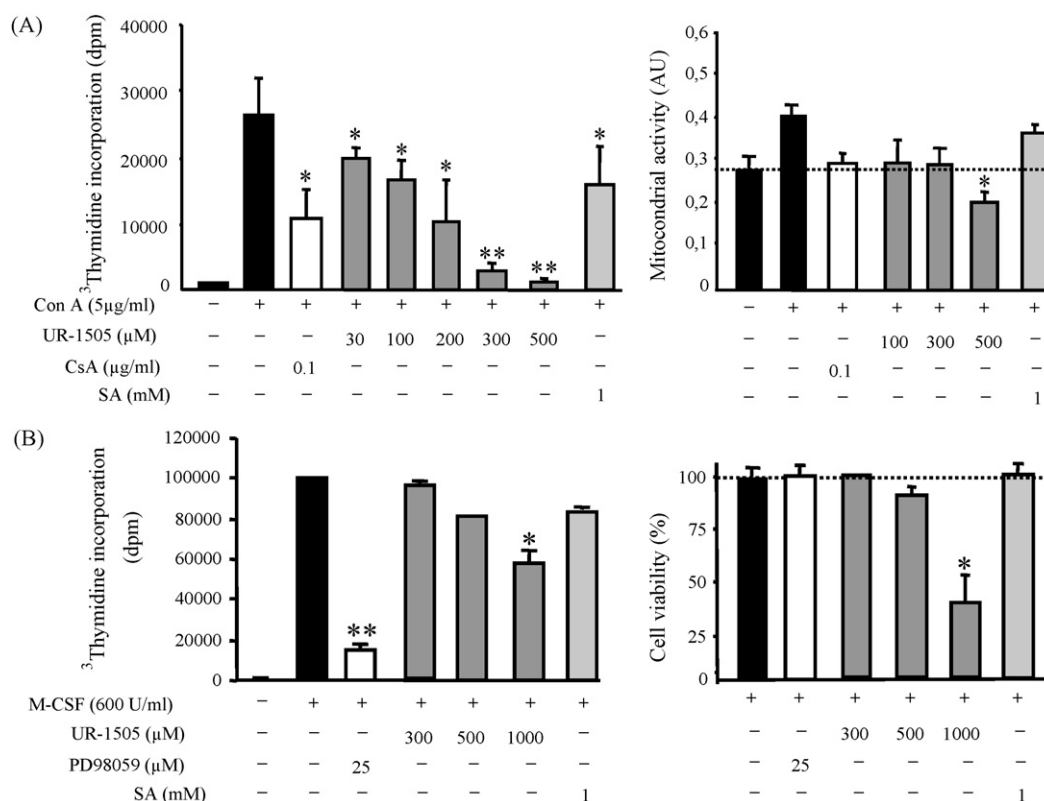 (A)
³Thymidine incorporation (dpm)
40000
30000
20000
10000
0
* * * * ** ** *
Con A (5µg/ml) – + + + + + + + +
UR-1505 (µM) – – – 30 100 200 300 500 –
CsA (µg/ml) – – 0.1 – – – – – –
SA (mM) – – – – – – – – 1
Mitocondrial activity (AU)
0,6
0,5
0,4
0,3
0,2
0,1
0
*
– + + + + + +
– – – 100 300 500 –
– – 0.1 – – – –
– – – – – – 1
(B)
³Thymidine incorporation
(dpm)
120000
100000
80000
60000
40000
20000
0
** *
M-CSF (600 U/ml) – + + + + + +
UR-1505 (µM) – – – 300 500 1000 –
PD98059 (µM) – – 25 – – – –
SA (mM) – – – – – – 1
Cell viability (%)
100
75
50
25
0
*
+ + + + + +
– – 300 500 1000 –
– 25 – – – –
– – – – – 1